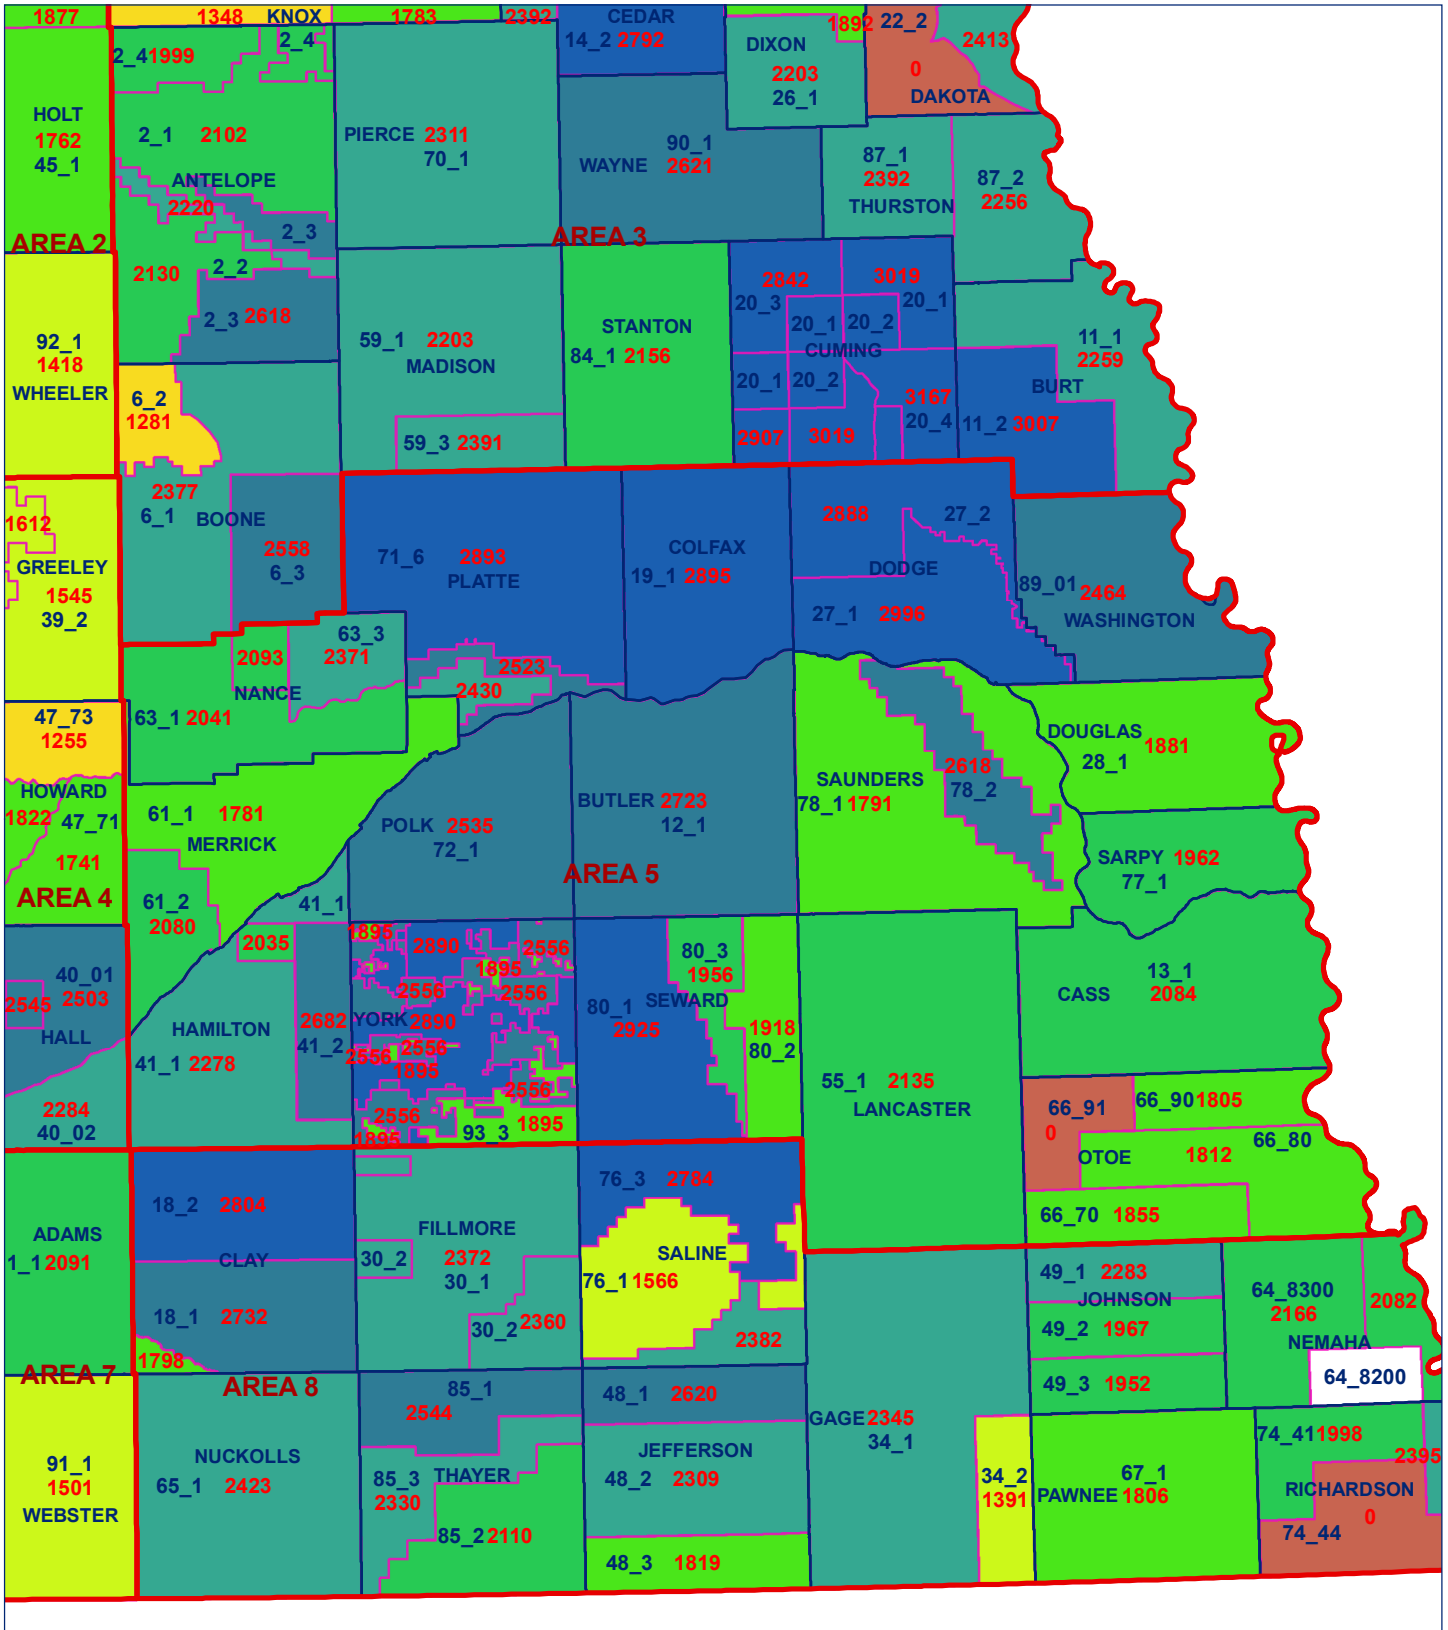 1877
1348 KNOX
1783
2392
CEDAR
14_2 2792
1892
22_2
2413
0
DAKOTA
DIXON
2203
26_1
2_4 1999
2_4
HOLT
1762
45_1
2_1 2102
ANTELOPE
2220
2_3
2_2
2130
2_3 2618
PIERCE 2311
70_1
90_1
WAYNE 2621
87_1
2392
THURSTON
87_2
2256
AREA 2
AREA 3
92_1
1418
WHEELER
6_2
1281
59_1 2203
MADISON
59_3 2391
STANTON
84_1 2156
2842
20_3
3019
20_1
20_1
20_2
CUMING
20_1
20_2
3167
20_4
2907
3019
11_1
2259
BURT
11_2 3007
1612
GREELEY
1545
39_2
2377
6_1
BOONE
2558
6_3
71_6 2893
PLATTE
COLFAX
19_1 2895
2888
27_2
DODGE
27_1 2996
89_01
2464
WASHINGTON
63_3
2371
2093
NANCE
63_1 2041
2523
2430
47_73
1255
HOWARD
1822
47_71
1741
AREA 4
61_1 1781
MERRICK
61_2
2080
POLK 2535
72_1
BUTLER 2723
12_1
AREA 5
SAUNDERS
78_1 1791
2618
78_2
DOUGLAS
1881
28_1
SARPY 1962
77_1
41_1
2035
40_01
2545 2503
HALL
2284
40_02
HAMILTON
41_1 2278
2682
41_2
1895
2890
2556
1895
2556
2556
YORK 2890
2556
2556
1895
2556
2556
1895
93_3
1895
80_3
1956
80_1
SEWARD
2925
1918
80_2
55_1 2135
LANCASTER
13_1
CASS 2084
66_91
0
66_90 1805
66_80
OTOE 1812
66_70 1855
ADAMS
1_1 2091
18_2 2804
CLAY
18_1 2732
1798
FILLMORE
30_2 2372
30_1
30_2 2360
76_3 2784
SALINE
76_1 1566
2382
49_1 2283
JOHNSON
49_2 1967
49_3 1952
64_8300
2166
2082
NEMAHA
64_8200
AREA 7
AREA 8
91_1
1501
WEBSTER
NUCKOLLS
65_1 2423
85_1
2544
85_3 THAYER
2330
85_2 2110
48_1 2620
JEFFERSON
48_2 2309
48_3 1819
GAGE 2345
34_1
34_2
1391
67_1
PAWNEE 1806
74_41 1998
2395
RICHARDSON
0
74_44